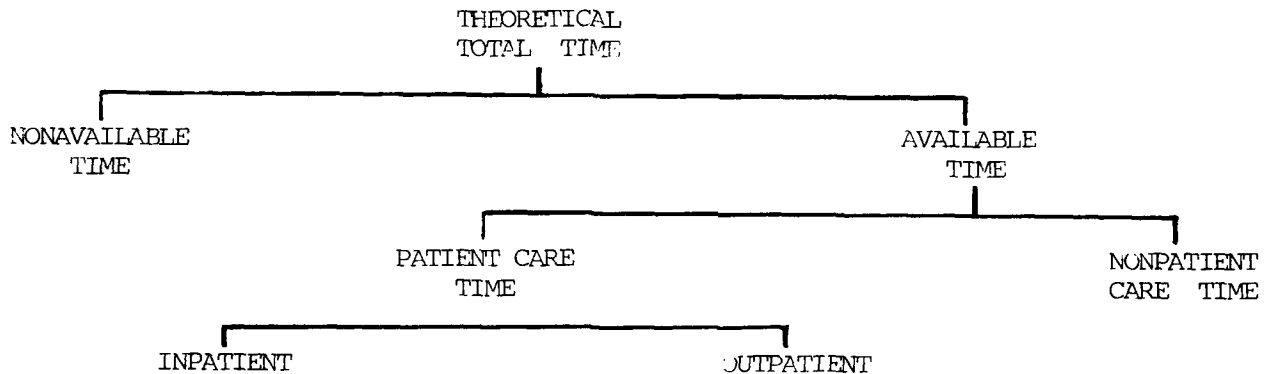 THEORETICAL
TOTAL TIME
NONAVAILABLE
TIME
AVAILABLE
TIME
PATIENT CARE
TIME
NONPATIENT
CARE TIME
INPATIENT
OUTPATIENT